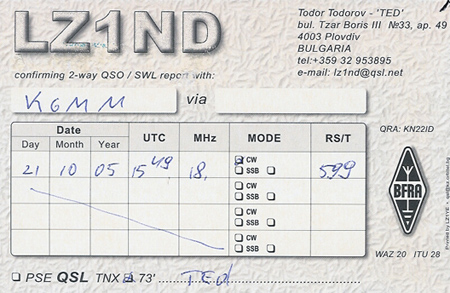 LZ1ND
Todor Todorov - 'TED'
bul. Tzar Boris III №33, ap. 49
4003 Plovdiv
BULGARIA
tel:+359 32 953895
e-mail: lz1nd@qsl.net
confirming 2-way QSO / SWL report with:
K6MM via
QRA: KN22ID
Date UTC MHz MODE RS/T
Day Month Year
21 10 05 15 49 18. CW 599
SSB
CW
SSB
CW
SSB
CW
SSB
BFRA
WAZ 20 ITU 28
PSE QSL TNX 73' TED